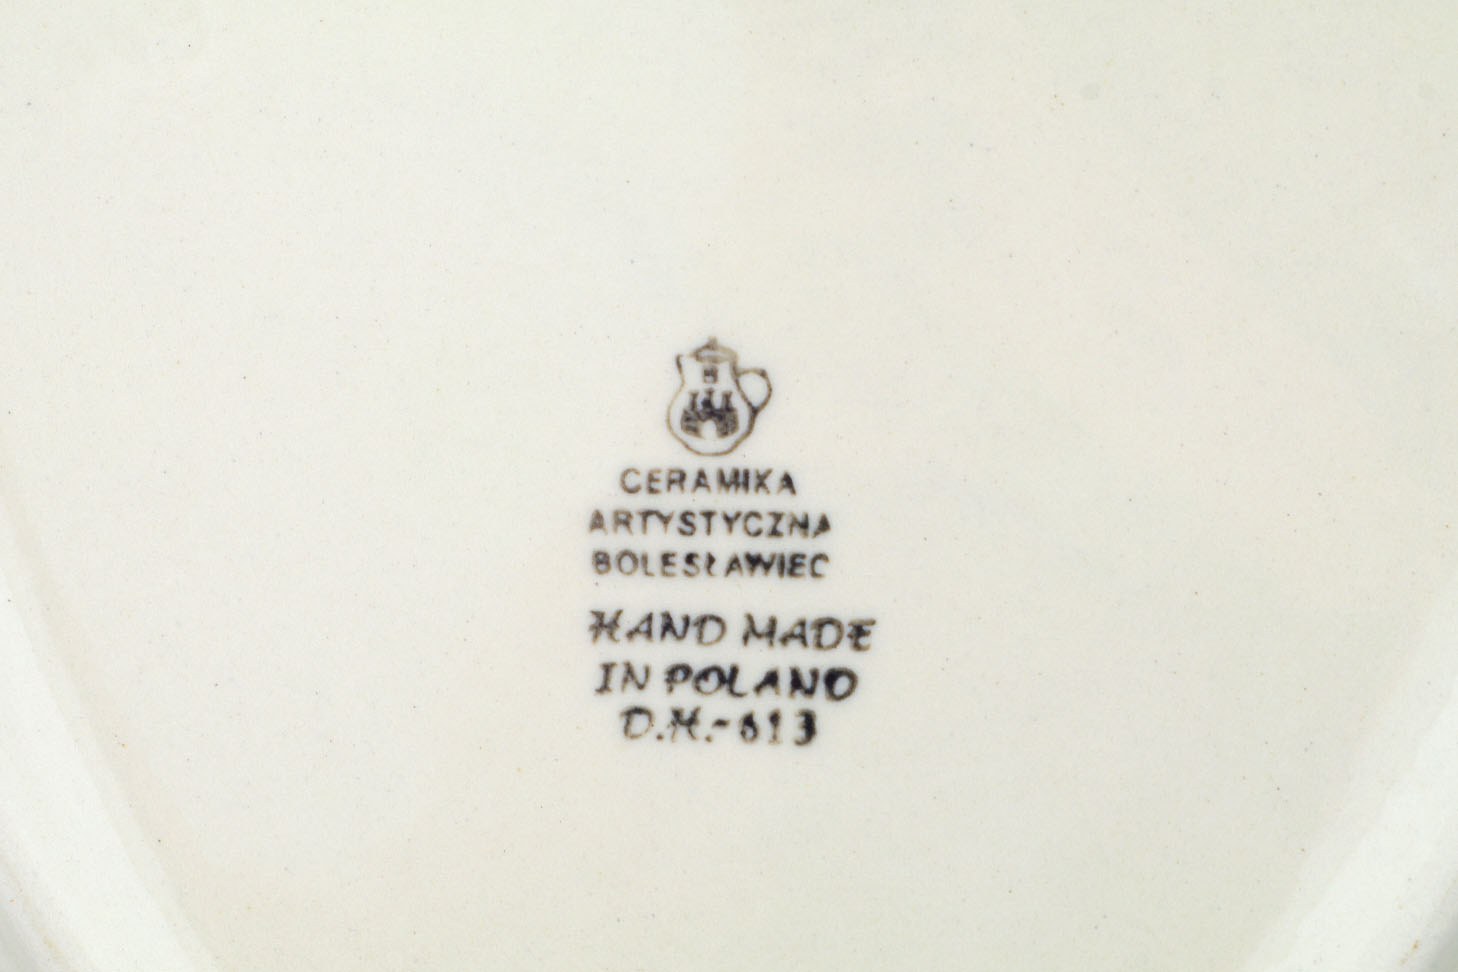 CERAMIKA
ARTYSTYCZNA
BOLESŁAWIEC
HAND MADE
IN POLAND
D.H.-613